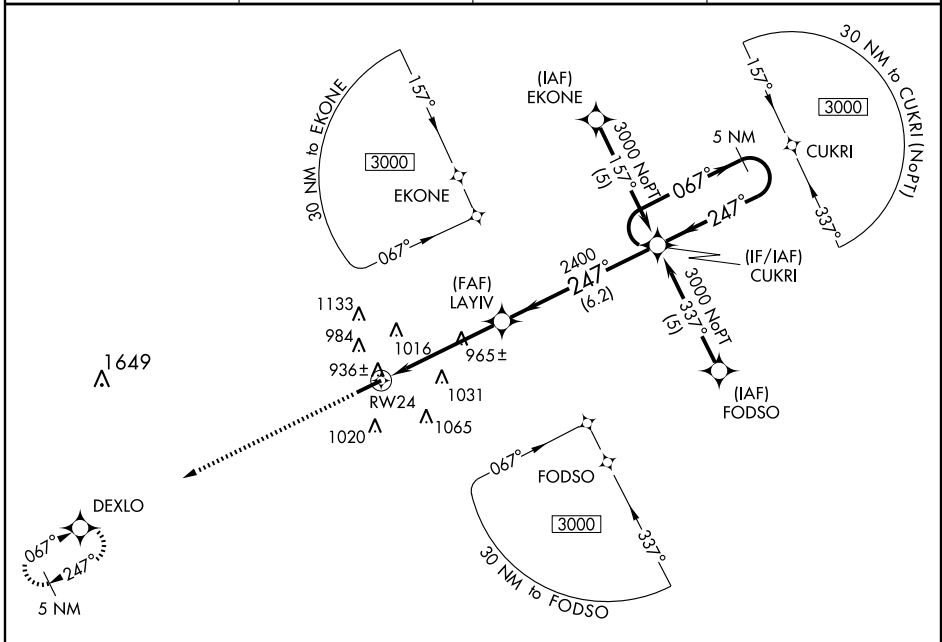 30 NM to EKONE
157°
3000
EKONE
067°
(IAF)
EKONE
3000 NoPT
157°
(5)
5 NM
067°
247°
30 NM to CUKRI (NoPT)
157°
3000
CUKRI
337°
(IF/IAF)
CUKRI
2400
247°
(6.2)
(FAF)
LAYIV
3000 NoPT
337°
(5)
(IAF)
FODSO
1133
984
1016
965±
936±
1649
RW24
1031
1065
1020
067°
FODSO
3000
337°
30 NM to FODSO
DEXLO
067°
247°
5 NM